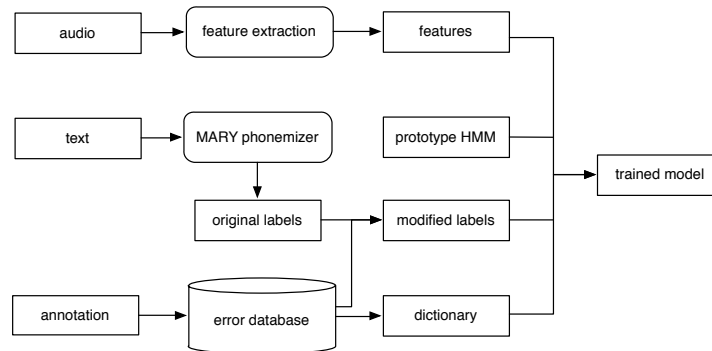 audio
feature extraction
features
text
MARY phonemizer
prototype HMM
trained model
original labels
modified labels
annotation
error database
dictionary